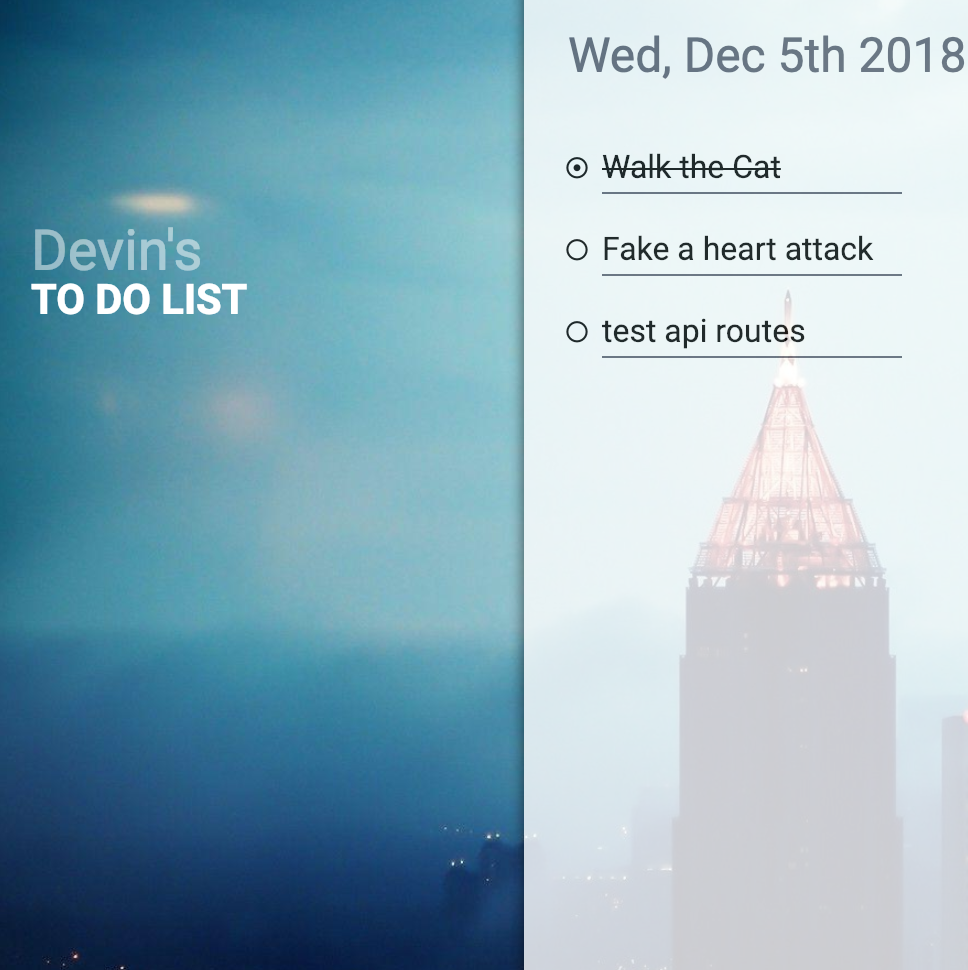 Devin's
TO DO LIST
Wed, Dec 5th 2018
Walk the Cat
Fake a heart attack
test api routes